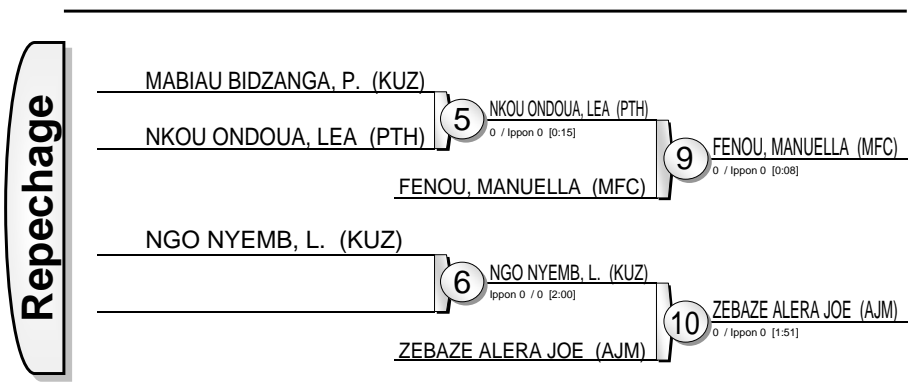 Repechage
MABIAU BIDZANGA, P. (KUZ)
NKOU ONDOUA, LEA (PTH)
5
NKOU ONDOUA, LEA (PTH)
0 / Ippon 0 [0:15]
FENOU, MANUELLA (MFC)
9
FENOU, MANUELLA (MFC)
0 / Ippon 0 [0:08]
NGO NYEMB, L. (KUZ)
6
NGO NYEMB, L. (KUZ)
Ippon 0 / 0 [2:00]
ZEBAZE ALERA JOE (AJM)
10
ZEBAZE ALERA JOE (AJM)
0 / Ippon 0 [1:51]